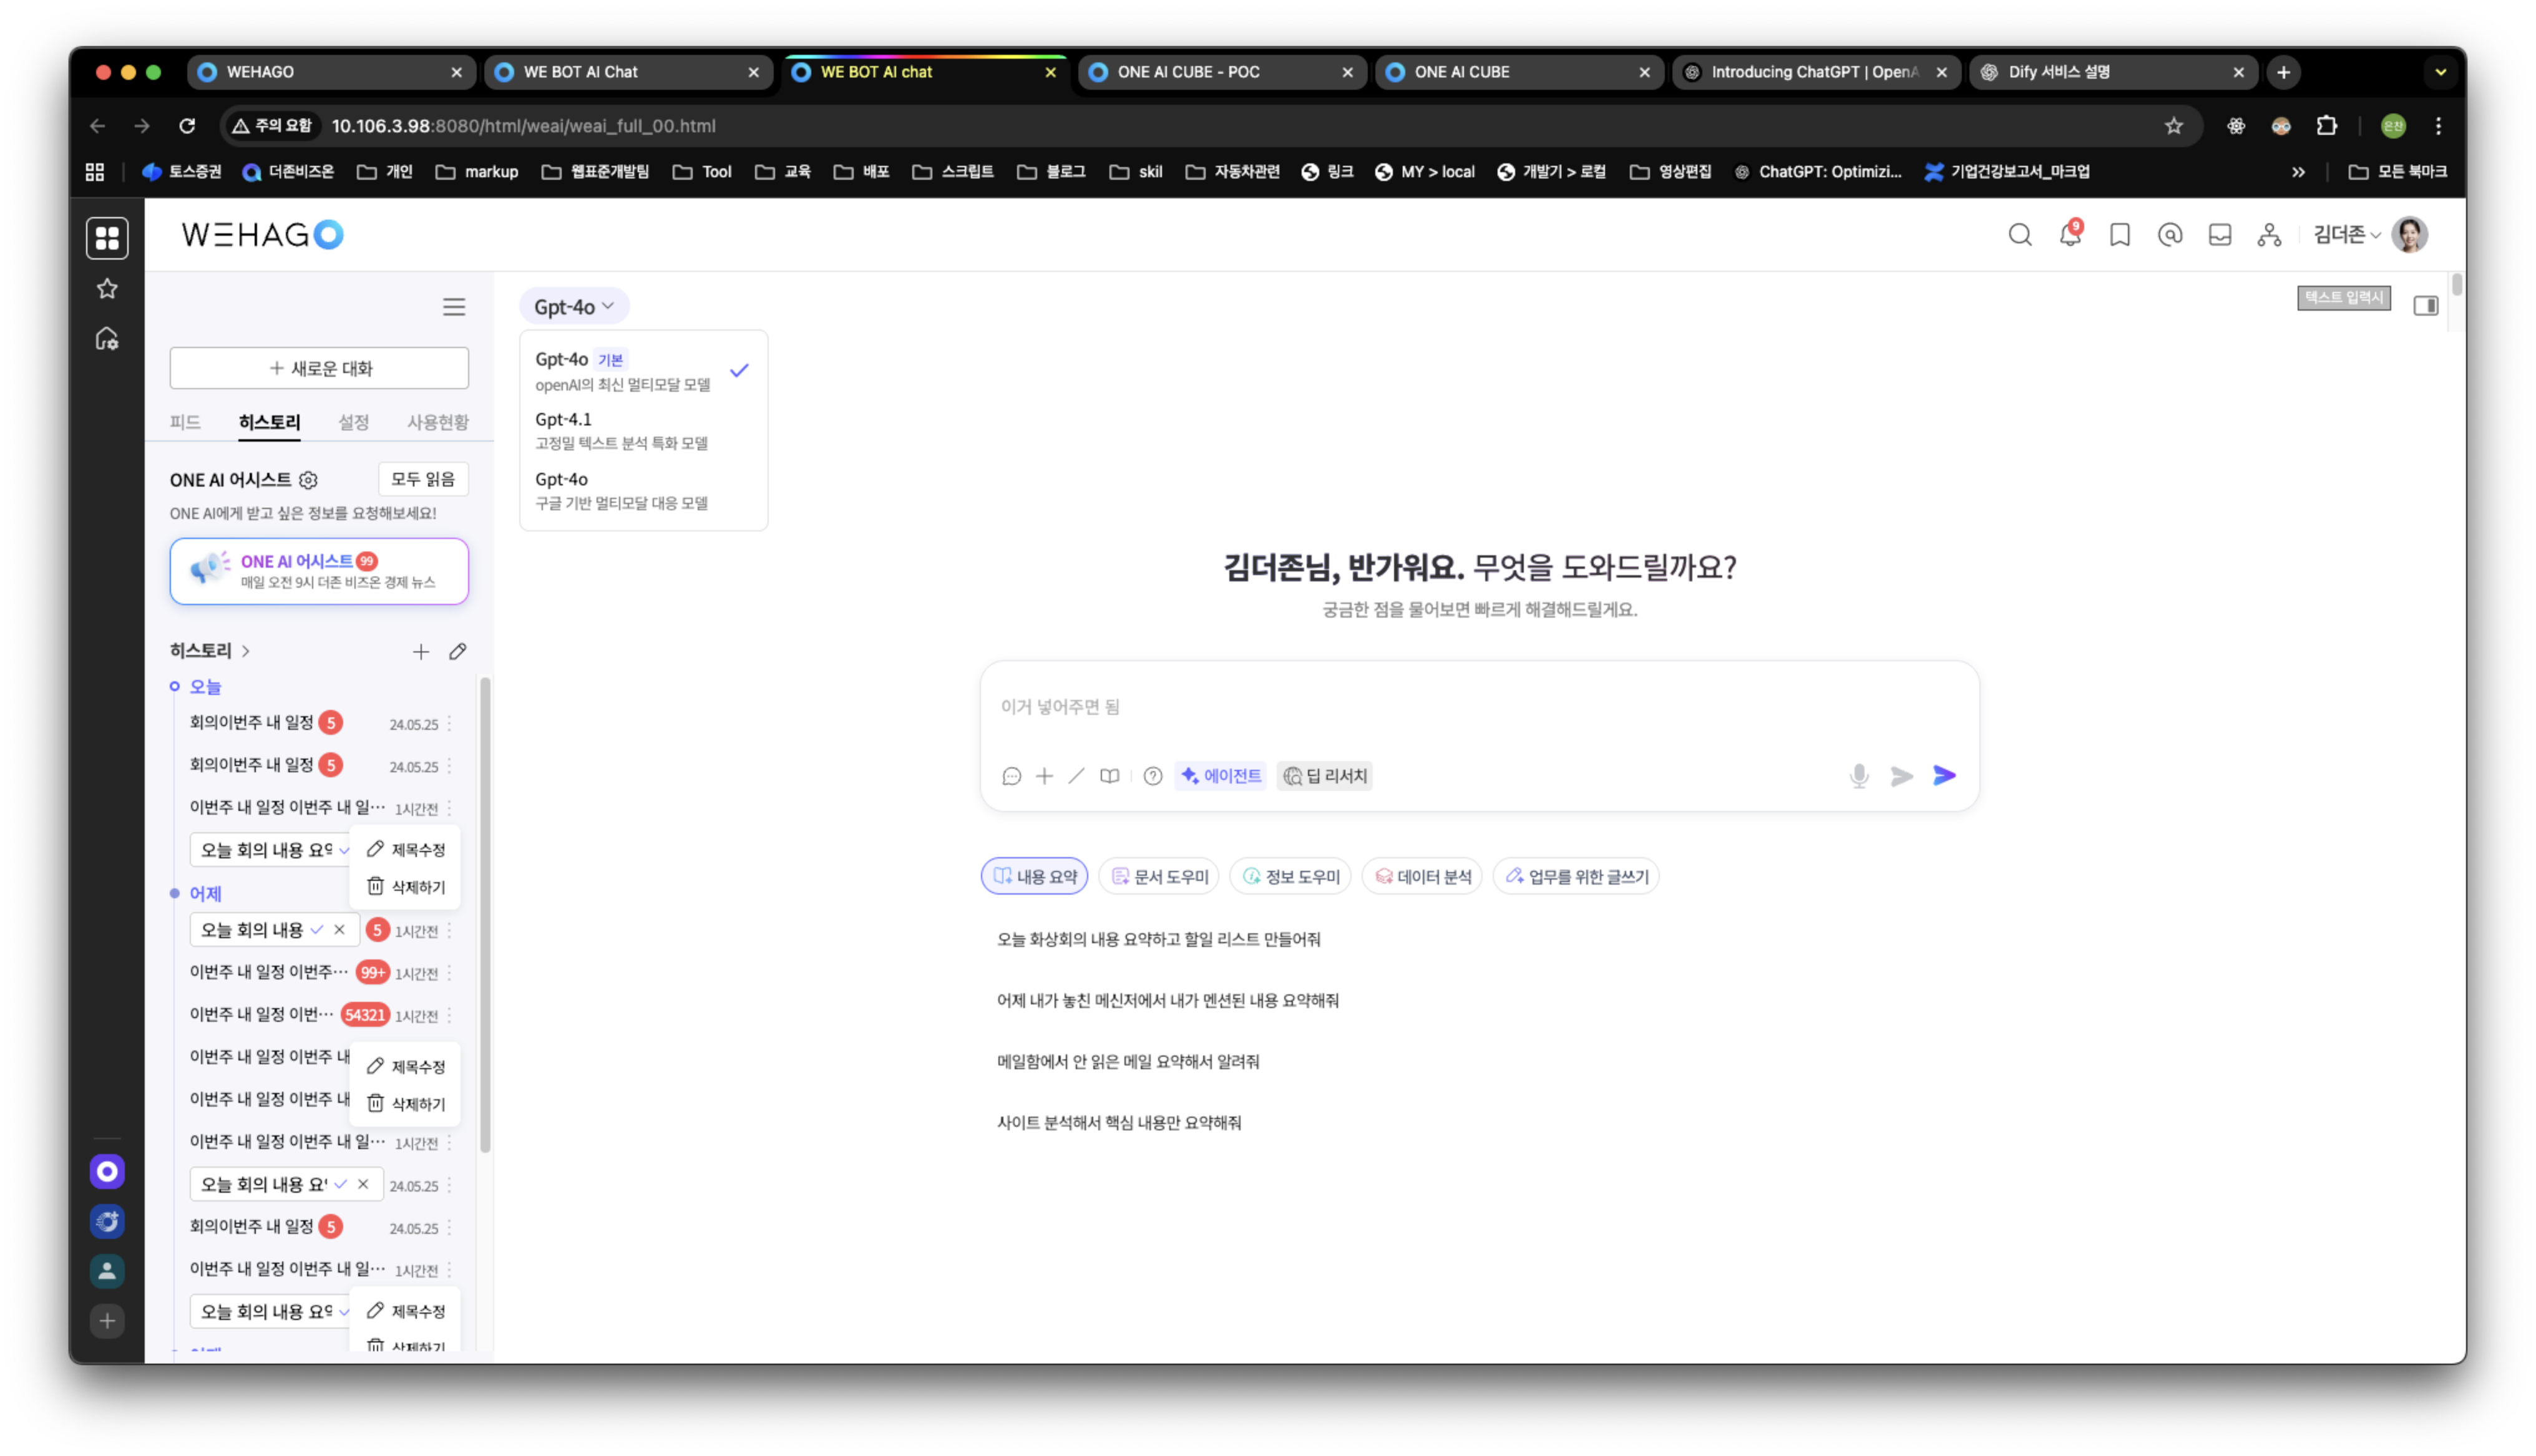 WEHAGO
WE BOT AI Chat
WE BOT AI chat
ONE AI CUBE - POC
ONE AI CUBE
Introducing ChatGPT | OpenA
Dify 서비스 설명
주의 요함 10.106.3.98:8080/html/weai/weai_full_00.html
은찬
토스증권 더존비즈온 개인 markup 웹표준개발팀 Tool 교육 배포 스크립트 블로그 skil 자동차관련 링크 MY > local 개발기 > 로컬 영상편집 ChatGPT: Optimizi... 기업건강보고서_마크업 모든 북마크
WEHAGO
9
김더존
새로운 대화
피드 히스토리 설정 사용현황
ONE AI 어시스트 모두 읽음
ONE AI에게 받고 싶은 정보를 요청해보세요!
ONE AI 어시스트 99
매일 오전 9시 더존 비즈온 경제 뉴스
히스토리
오늘
회의이번주 내 일정 5 24.05.25
회의이번주 내 일정 5 24.05.25
이번주 내 일정 이번주 내 일… 1시간전
오늘 회의 내용 요약
제목수정
삭제하기
어제
오늘 회의 내용 5 1시간전
이번주 내 일정 이번주… 99+ 1시간전
이번주 내 일정 이번… 54321 1시간전
이번주 내 일정 이번주 내
제목수정
이번주 내 일정 이번주 내
삭제하기
이번주 내 일정 이번주 내 일… 1시간전
오늘 회의 내용 24.05.25
회의이번주 내 일정 5 24.05.25
이번주 내 일정 이번주 내 일… 1시간전
오늘 회의 내용 요약
제목수정
삭제하기
Gpt-4o
Gpt-4o 기본
openAI의 최신 멀티모달 모델
Gpt-4.1
고정밀 텍스트 분석 특화 모델
Gpt-4o
구글 기반 멀티모달 대응 모델
텍스트 입력시
김더존님, 반가워요. 무엇을 도와드릴까요?
궁금한 점을 물어보면 빠르게 해결해드릴게요.
이거 넣어주면 됨
에이전트 딥 리서치
내용 요약 문서 도우미 정보 도우미 데이터 분석 업무를 위한 글쓰기
오늘 화상회의 내용 요약하고 할일 리스트 만들어줘
어제 내가 놓친 메신저에서 내가 멘션된 내용 요약해줘
메일함에서 안 읽은 메일 요약해서 알려줘
사이트 분석해서 핵심 내용만 요약해줘